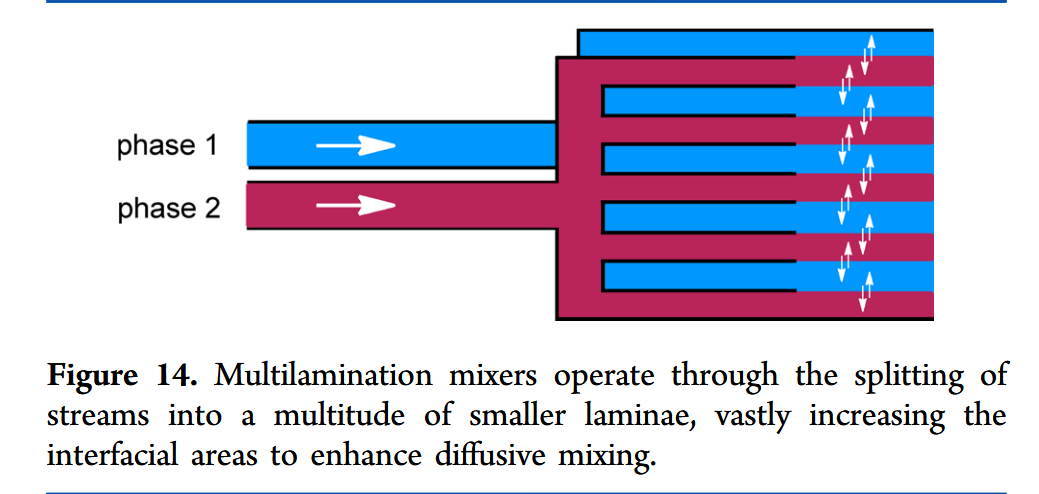 phase 1
phase 2
Figure 14. Multilamination mixers operate through the splitting of
streams into a multitude of smaller laminae, vastly increasing the
interfacial areas to enhance diffusive mixing.